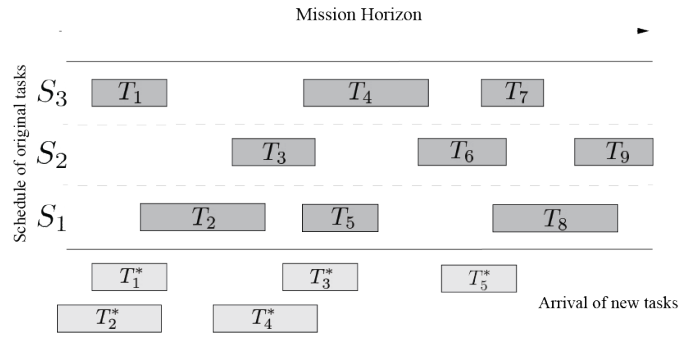 Mission Horizon
Schedule of original tasks
S3 T1 T4 T7
S2 T3 T6 T9
S1 T2 T5 T8
T1* T3* T5*
Arrival of new tasks
T2* T4*